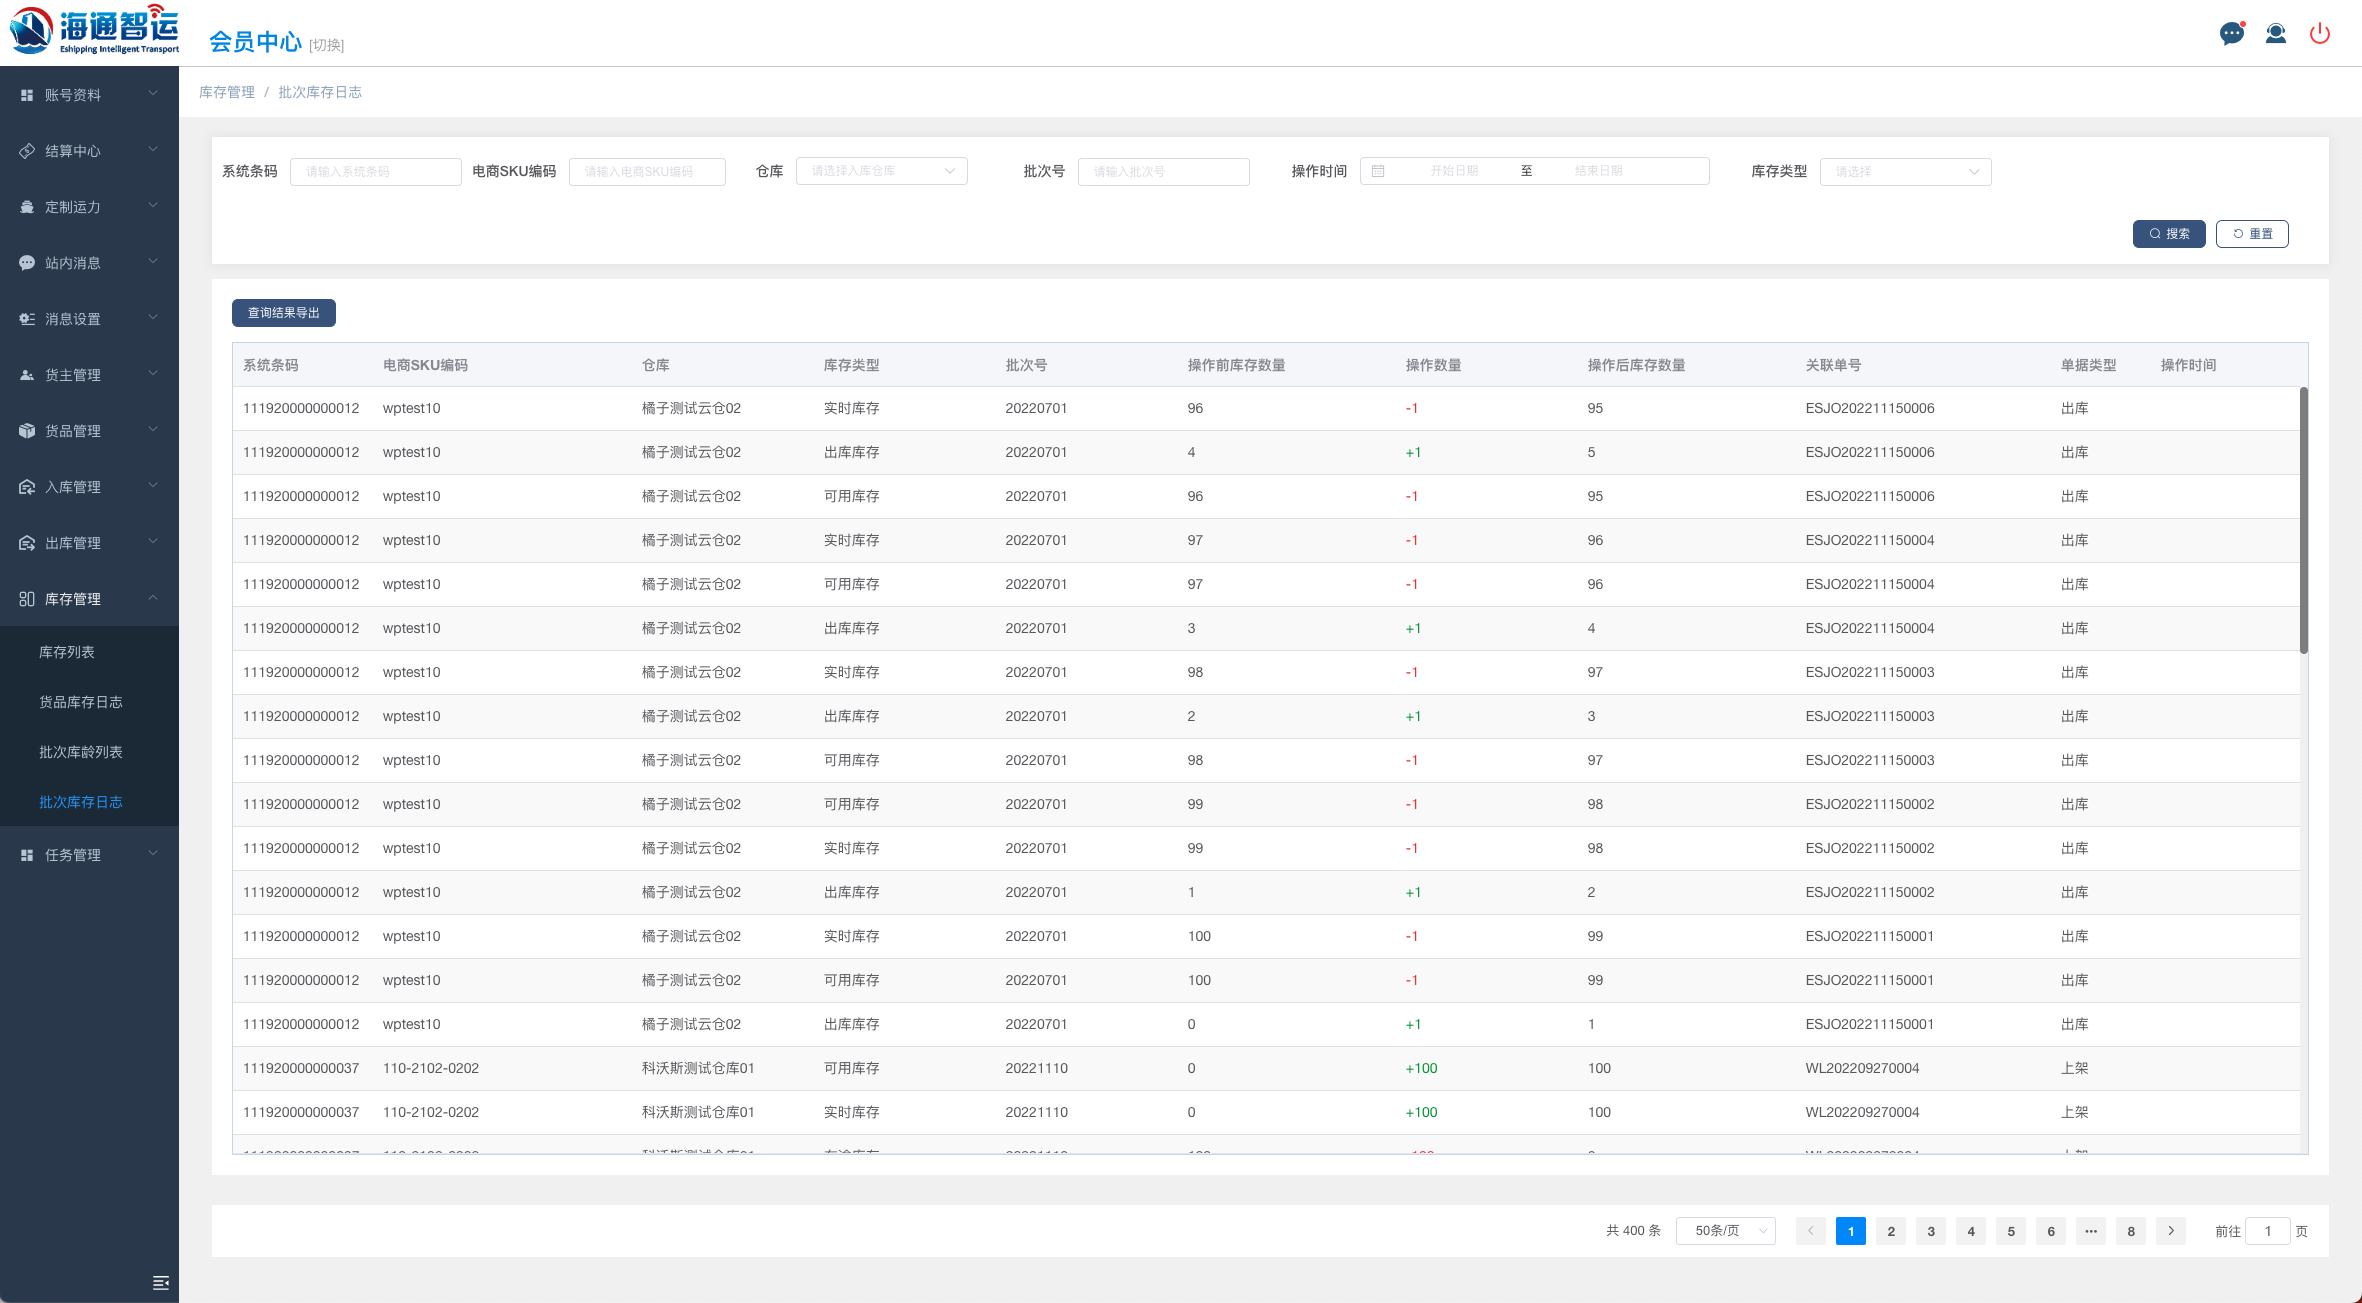 海通智运
Eshipping Intelligent Transport
会员中心 [切换]
账号资料
结算中心
定制运力
站内消息
消息设置
货主管理
货品管理
入库管理
出库管理
库存管理
库存列表
货品库存日志
批次库龄列表
批次库存日志
任务管理
库存管理 / 批次库存日志
系统条码 请输入系统条码 电商SKU编码 请输入电商SKU编码 仓库 请选择入库仓库 批次号 请输入批次号 操作时间 开始日期 至 结束日期 库存类型 请选择
搜索 重置
查询结果导出
系统条码 电商SKU编码 仓库 库存类型 批次号 操作前库存数量 操作数量 操作后库存数量 关联单号 单据类型 操作时间
111920000000012 wptest10 橘子测试云仓02 实时库存 20220701 96 -1 95 ESJO202211150006 出库
111920000000012 wptest10 橘子测试云仓02 出库库存 20220701 4 +1 5 ESJO202211150006 出库
111920000000012 wptest10 橘子测试云仓02 可用库存 20220701 96 -1 95 ESJO202211150006 出库
111920000000012 wptest10 橘子测试云仓02 实时库存 20220701 97 -1 96 ESJO202211150004 出库
111920000000012 wptest10 橘子测试云仓02 可用库存 20220701 97 -1 96 ESJO202211150004 出库
111920000000012 wptest10 橘子测试云仓02 出库库存 20220701 3 +1 4 ESJO202211150004 出库
111920000000012 wptest10 橘子测试云仓02 实时库存 20220701 98 -1 97 ESJO202211150003 出库
111920000000012 wptest10 橘子测试云仓02 出库库存 20220701 2 +1 3 ESJO202211150003 出库
111920000000012 wptest10 橘子测试云仓02 可用库存 20220701 98 -1 97 ESJO202211150003 出库
111920000000012 wptest10 橘子测试云仓02 可用库存 20220701 99 -1 98 ESJO202211150002 出库
111920000000012 wptest10 橘子测试云仓02 实时库存 20220701 99 -1 98 ESJO202211150002 出库
111920000000012 wptest10 橘子测试云仓02 出库库存 20220701 1 +1 2 ESJO202211150002 出库
111920000000012 wptest10 橘子测试云仓02 实时库存 20220701 100 -1 99 ESJO202211150001 出库
111920000000012 wptest10 橘子测试云仓02 可用库存 20220701 100 -1 99 ESJO202211150001 出库
111920000000012 wptest10 橘子测试云仓02 出库库存 20220701 0 +1 1 ESJO202211150001 出库
111920000000037 110-2102-0202 科沃斯测试仓库01 可用库存 20221110 0 +100 100 WL202209270004 上架
111920000000037 110-2102-0202 科沃斯测试仓库01 实时库存 20221110 0 +100 100 WL202209270004 上架
共 400 条 50条/页 1 2 3 4 5 6 ··· 8 前往 1 页